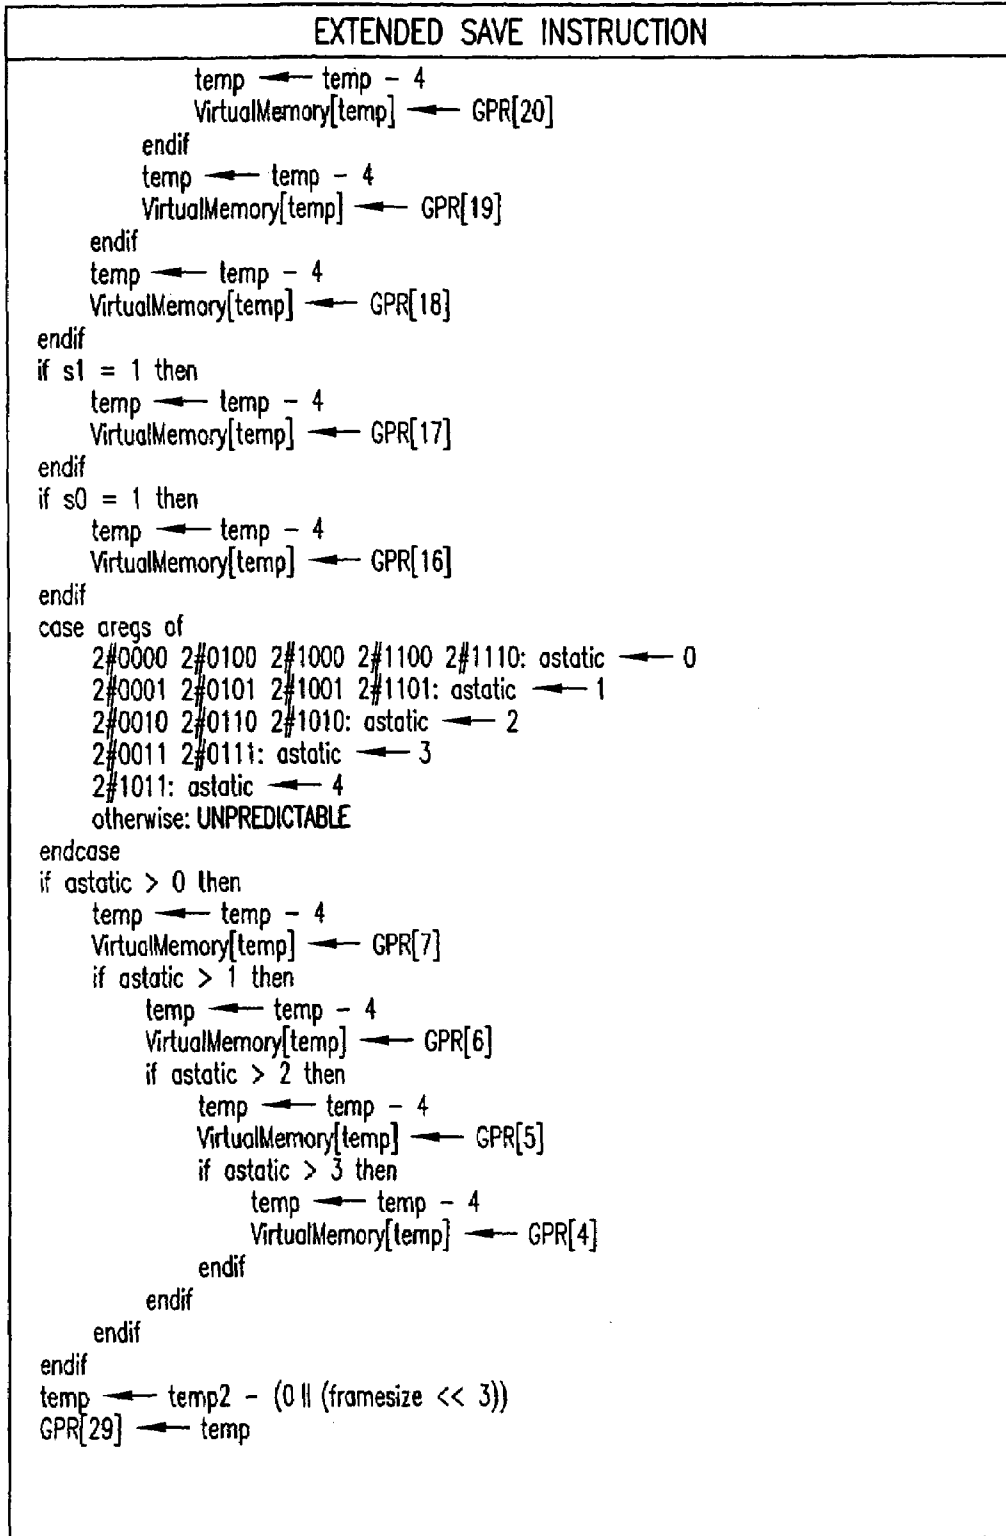 EXTENDED SAVE INSTRUCTION
temp ← temp - 4
VirtualMemory[temp] ← GPR[20]
endif
temp ← temp - 4
VirtualMemory[temp] ← GPR[19]
endif
temp ← temp - 4
VirtualMemory[temp] ← GPR[18]
endif
if s1 = 1 then
temp ← temp - 4
VirtualMemory[temp] ← GPR[17]
endif
if s0 = 1 then
temp ← temp - 4
VirtualMemory[temp] ← GPR[16]
endif
case aregs of
2#0000 2#0100 2#1000 2#1100 2#1110: astatic ← 0
2#0001 2#0101 2#1001 2#1101: astatic ← 1
2#0010 2#0110 2#1010: astatic ← 2
2#0011 2#0111: astatic ← 3
2#1011: astatic ← 4
otherwise: UNPREDICTABLE
endcase
if astatic > 0 then
temp ← temp - 4
VirtualMemory[temp] ← GPR[7]
if astatic > 1 then
temp ← temp - 4
VirtualMemory[temp] ← GPR[6]
if astatic > 2 then
temp ← temp - 4
VirtualMemory[temp] ← GPR[5]
if astatic > 3 then
temp ← temp - 4
VirtualMemory[temp] ← GPR[4]
endif
endif
endif
endif
temp ← temp2 - (0 || (framesize << 3))
GPR[29] ← temp